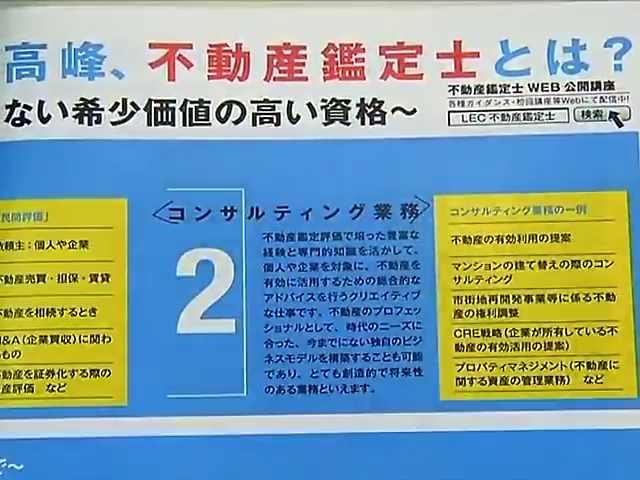 高峰、不動産鑑定士とは?
ない希少価値の高い資格～
不動産鑑定士 WEB 公開講座
各種ガイダンス・初回講座等Webにて配信中!
LEC 不動産鑑定士
検索
民間評価」
依頼主：個人や企業
不動産売買・担保・賃貸
不動産を相続するとき
M&A（企業買収）に関わ
るもの
不動産を証券化する際の
産評価 など
2
〈コンサルティング業務〉
不動産鑑定評価で培った豊富な
経験と専門的知識を活かして、
個人や企業を対象に、不動産を
有効に活用するための総合的な
アドバイスを行うクリエイティブ
な仕事です。不動産のプロフェッ
ショナルとして、時代のニーズに
合った、今までにない独自のビジ
ネスモデルを構築することも可能
であり、とても創造的で将来性
のある業務といえます。
コンサルティング業務の一例
不動産の有効利用の提案
マンションの建て替えの際のコン
サルティング
市街地再開発事業等に係る不動
産の権利調整
CRE戦略（企業が所有している不
動産の有効活用の提案）
プロパティマネジメント（不動産に
関する資産の管理業務） など
で～